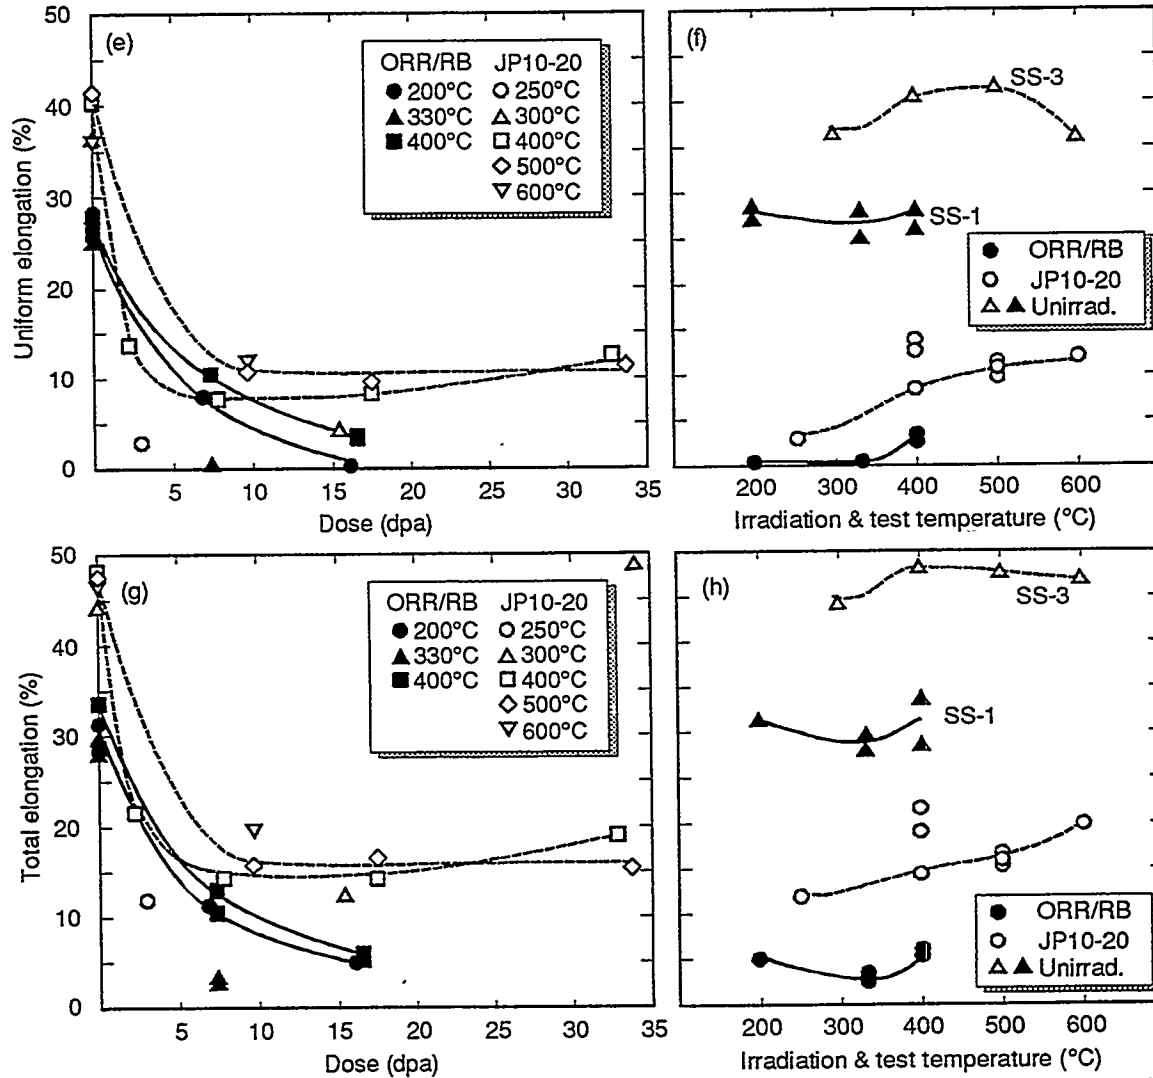 (e)
50
40
30
20
10
0
Uniform elongation (%)
ORR/RB JP10-20
200°C 250°C
330°C 300°C
400°C 400°C
500°C
600°C
5 10 15 20 25 30 35
Dose (dpa)
(f)
SS-3
SS-1
ORR/RB
JP10-20
Unirrad.
200 300 400 500 600
Irradiation & test temperature (°C)
(g)
50
40
30
20
10
0
Total elongation (%)
ORR/RB JP10-20
200°C 250°C
330°C 300°C
400°C 400°C
500°C
600°C
5 10 15 20 25 30 35
Dose (dpa)
(h)
SS-3
SS-1
ORR/RB
JP10-20
Unirrad.
200 300 400 500 600
Irradiation & test temperature (°C)